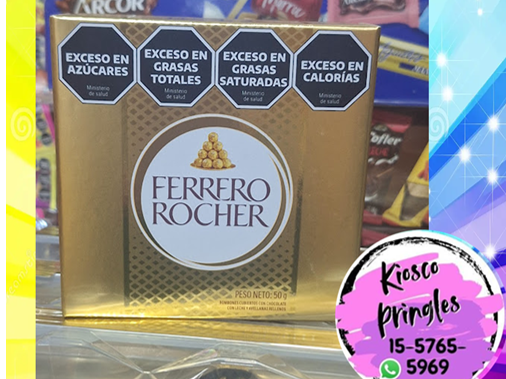 ARCOR
EXCESO EN
AZÚCARES
Ministerio
de salud
EXCESO EN
GRASAS
TOTALES
Ministerio
de salud
EXCESO EN
GRASAS
SATURADAS
Ministerio
de salud
EXCESO EN
CALORÍAS
Ministerio
de salud
FERRERO
ROCHER
PESO NETO: 50 g
Kiosco
pringles
15-5765-
5969